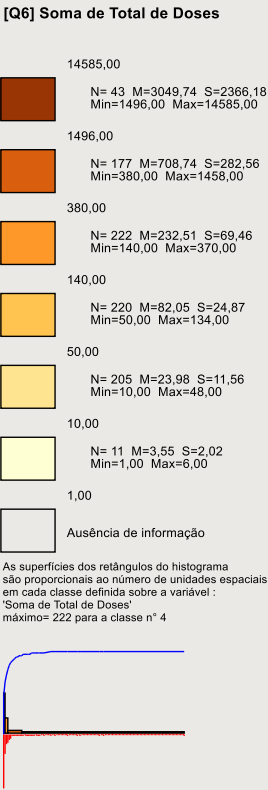 [Q6] Soma de Total de Doses
14585,00
N= 43 M=3049,74 S=2366,18
Min=1496,00 Max=14585,00
1496,00
N= 177 M=708,74 S=282,56
Min=380,00 Max=1458,00
380,00
N= 222 M=232,51 S=69,46
Min=140,00 Max=370,00
140,00
N= 220 M=82,05 S=24,87
Min=50,00 Max=134,00
50,00
N= 205 M=23,98 S=11,56
Min=10,00 Max=48,00
10,00
N= 11 M=3,55 S=2,02
Min=1,00 Max=6,00
1,00
Ausência de informação
As superfícies dos retângulos do histograma
são proporcionais ao número de unidades espaciais
em cada classe definida sobre a variável :
'Soma de Total de Doses'
máximo= 222 para a classe n° 4